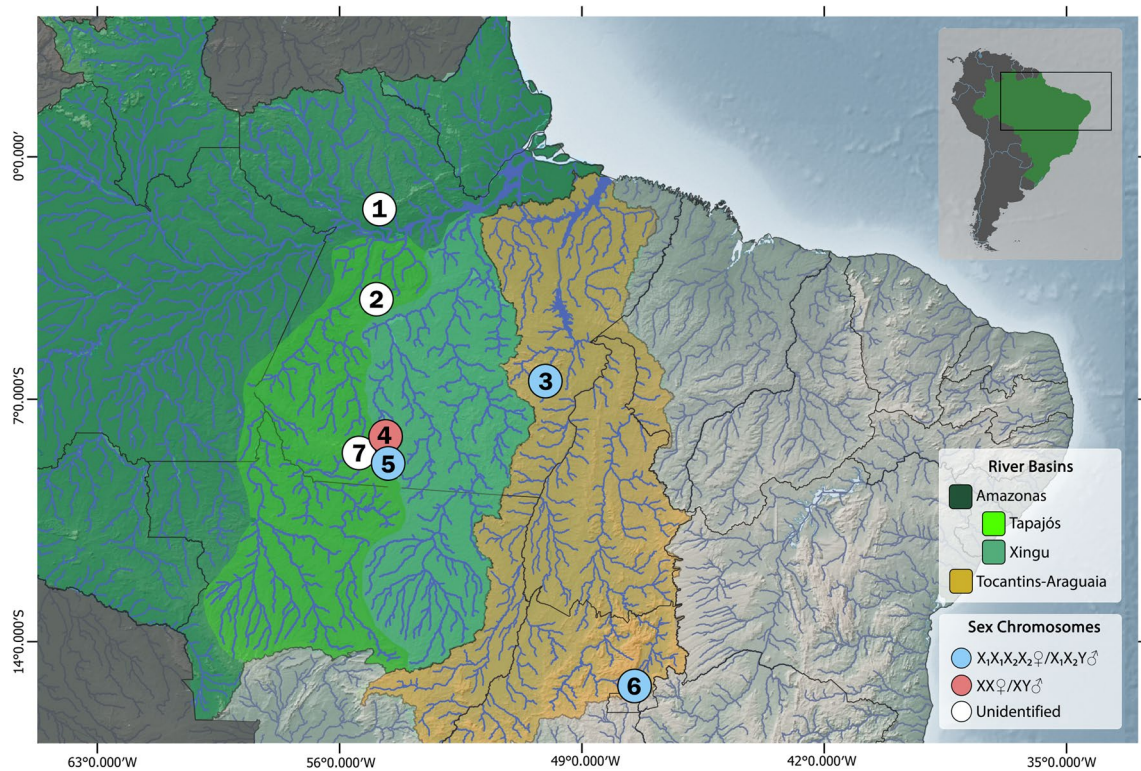 0°0.000'
7°0.000'S
14°0.000'S
1
2
3
4
7
5
6
River Basins
Amazonas
Tapajós
Xingu
Tocantins-Araguaia
Sex Chromosomes
X₁X₁X₂X₂♀/X₁X₂Y♂
XX♀/XY♂
Unidentified
63°0.000'W
56°0.000'W
49°0.000'W
42°0.000'W
35°0.000'W